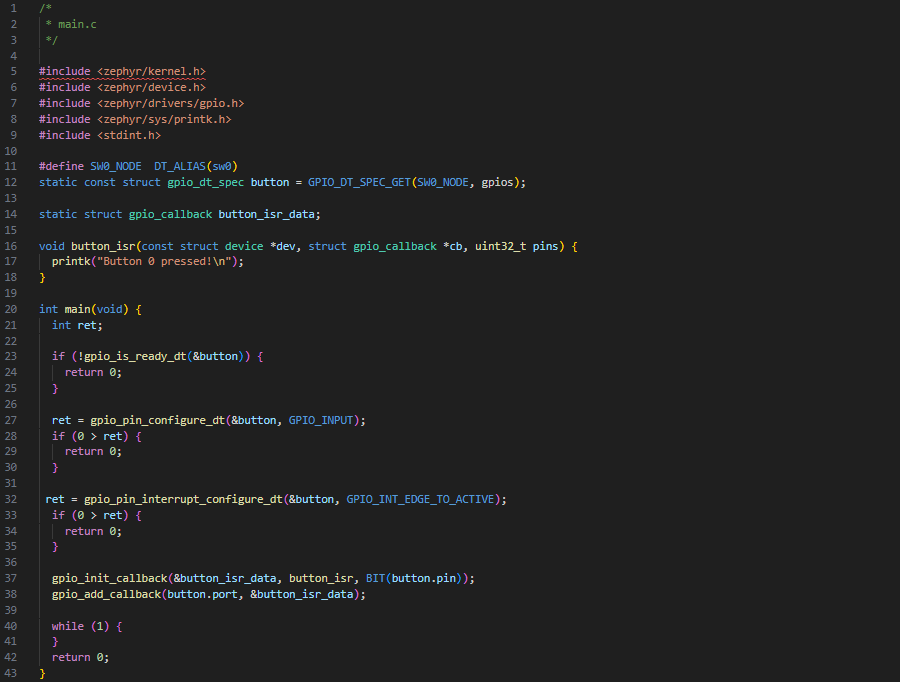 1 /*
2  * main.c
3  */
4
5 #include <zephyr/kernel.h>
6 #include <zephyr/device.h>
7 #include <zephyr/drivers/gpio.h>
8 #include <zephyr/sys/printk.h>
9 #include <stdint.h>
10
11 #define SW0_NODE  DT_ALIAS(sw0)
12 static const struct gpio_dt_spec button = GPIO_DT_SPEC_GET(SW0_NODE, gpios);
13
14 static struct gpio_callback button_isr_data;
15
16 void button_isr(const struct device *dev, struct gpio_callback *cb, uint32_t pins) {
17   printk("Button 0 pressed!\n");
18 }
19
20 int main(void) {
21   int ret;
22
23   if (!gpio_is_ready_dt(&button)) {
24     return 0;
25   }
26
27   ret = gpio_pin_configure_dt(&button, GPIO_INPUT);
28   if (0 > ret) {
29     return 0;
30   }
31
32  ret = gpio_pin_interrupt_configure_dt(&button, GPIO_INT_EDGE_TO_ACTIVE);
33   if (0 > ret) {
34     return 0;
35   }
36
37   gpio_init_callback(&button_isr_data, button_isr, BIT(button.pin));
38   gpio_add_callback(button.port, &button_isr_data);
39
40   while (1) {
41   }
42   return 0;
43 }